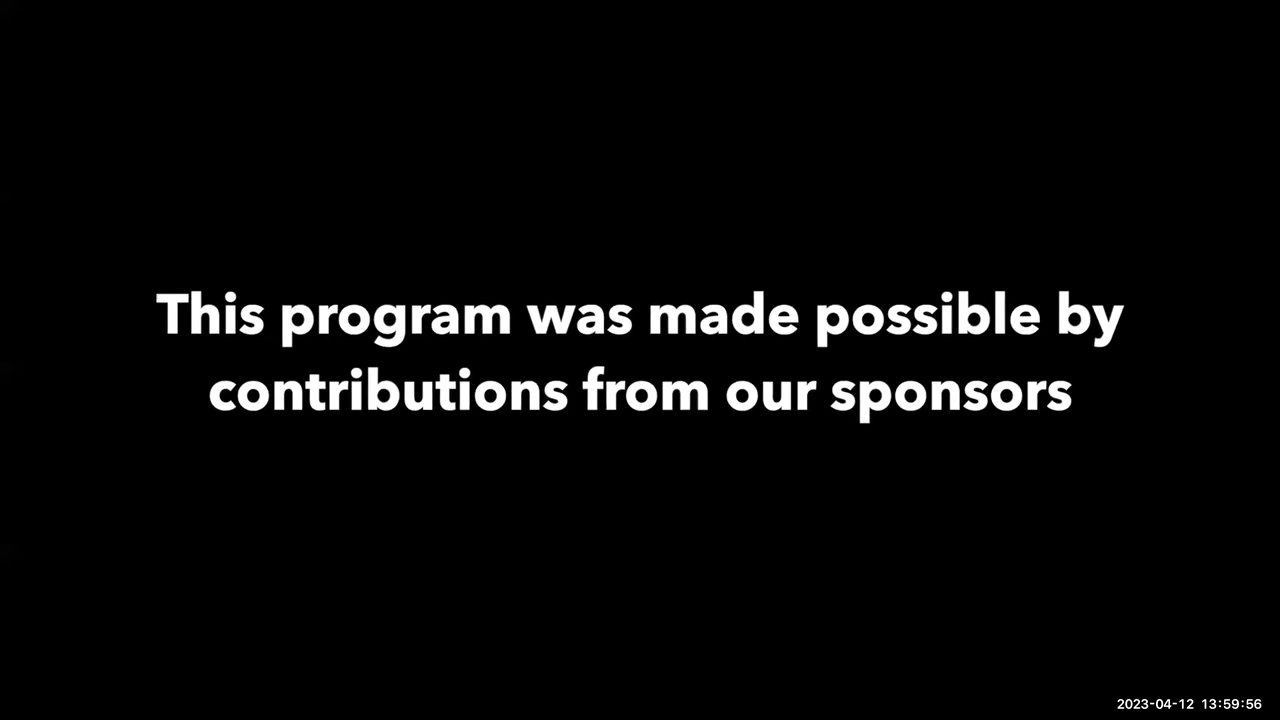 This program was made possible by
contributions from our sponsors
2023-04-12 13:59:56